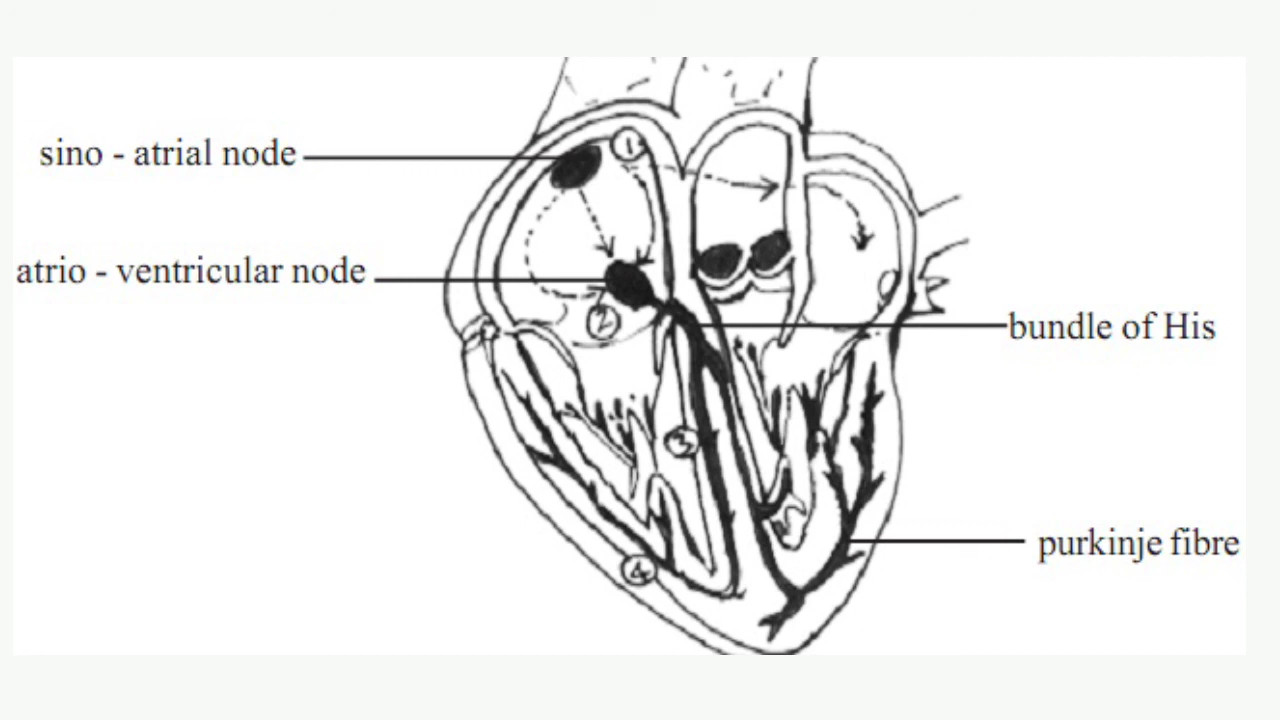 sino - atrial node
1
atrio - ventricular node
2
bundle of His
3
purkinje fibre
4